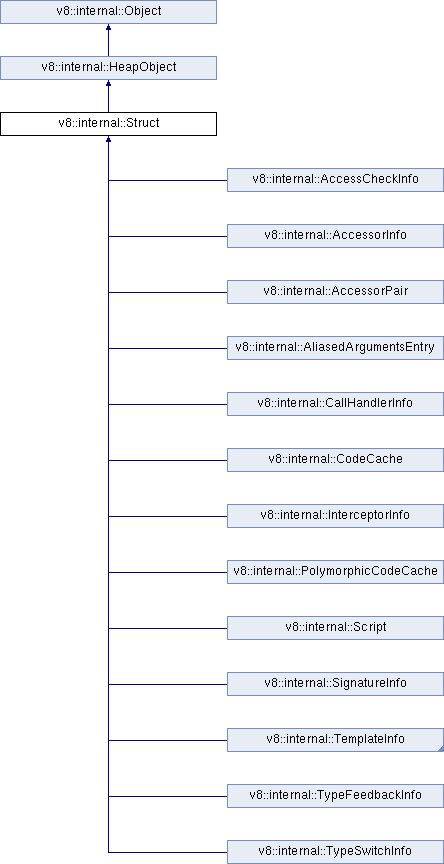 v8::internal::Object
v8::internal::HeapObject
v8::internal::Struct
v8::internal::AccessCheckInfo
v8::internal::AccessorInfo
v8::internal::AccessorPair
v8::internal::AliasedArgumentsEntry
v8::internal::CallHandlerInfo
v8::internal::CodeCache
v8::internal::InterceptorInfo
v8::internal::PolymorphicCodeCache
v8::internal::Script
v8::internal::SignatureInfo
v8::internal::TemplateInfo
v8::internal::TypeFeedbackInfo
v8::internal::TypeSwitchInfo